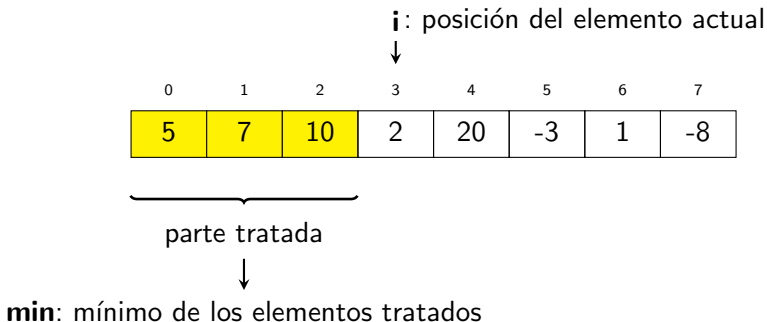 i: posición del elemento actual
0 1 2 3 4 5 6 7
5 7 10 2 20 -3 1 -8
parte tratada
min: mínimo de los elementos tratados